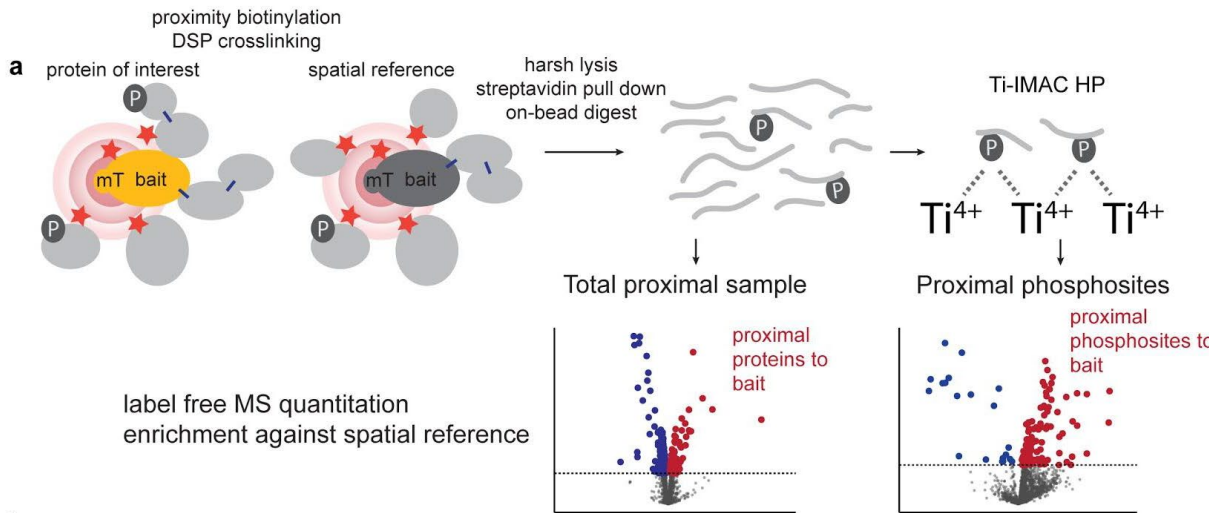 a
proximity biotinylation
DSP crosslinking
protein of interest
spatial reference
P
mT bait
P
mT bait
P
harsh lysis
streptavidin pull down
on-bead digest
P
P
Ti-IMAC HP
P
P
Ti⁴⁺ Ti⁴⁺ Ti⁴⁺
Total proximal sample
Proximal phosphosites
proximal
proteins to
bait
proximal
phosphosites to
bait
label free MS quantitation
enrichment against spatial reference